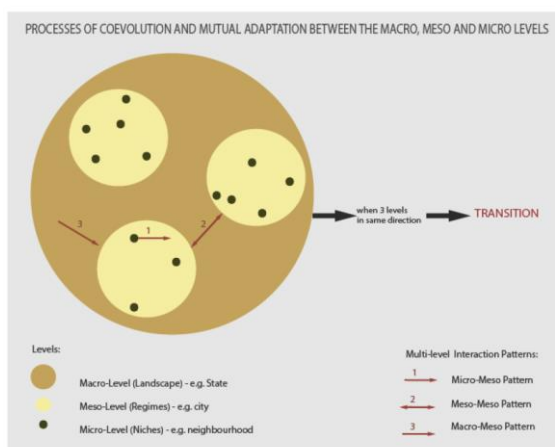 PROCESSES OF COEVOLUTION AND MUTUAL ADAPTATION BETWEEN THE MACRO, MESO AND MICRO LEVELS
3
1
2
when 3 levels
in same direction
TRANSITION
Levels:
Macro-Level (Landscape) - e.g. State
Meso-Level (Regimes) - e.g. city
Micro-Level (Niches) - e.g. neighbourhood
Multi-level Interaction Patterns:
1 Micro-Meso Pattern
2 Meso-Meso Pattern
3 Macro-Meso Pattern